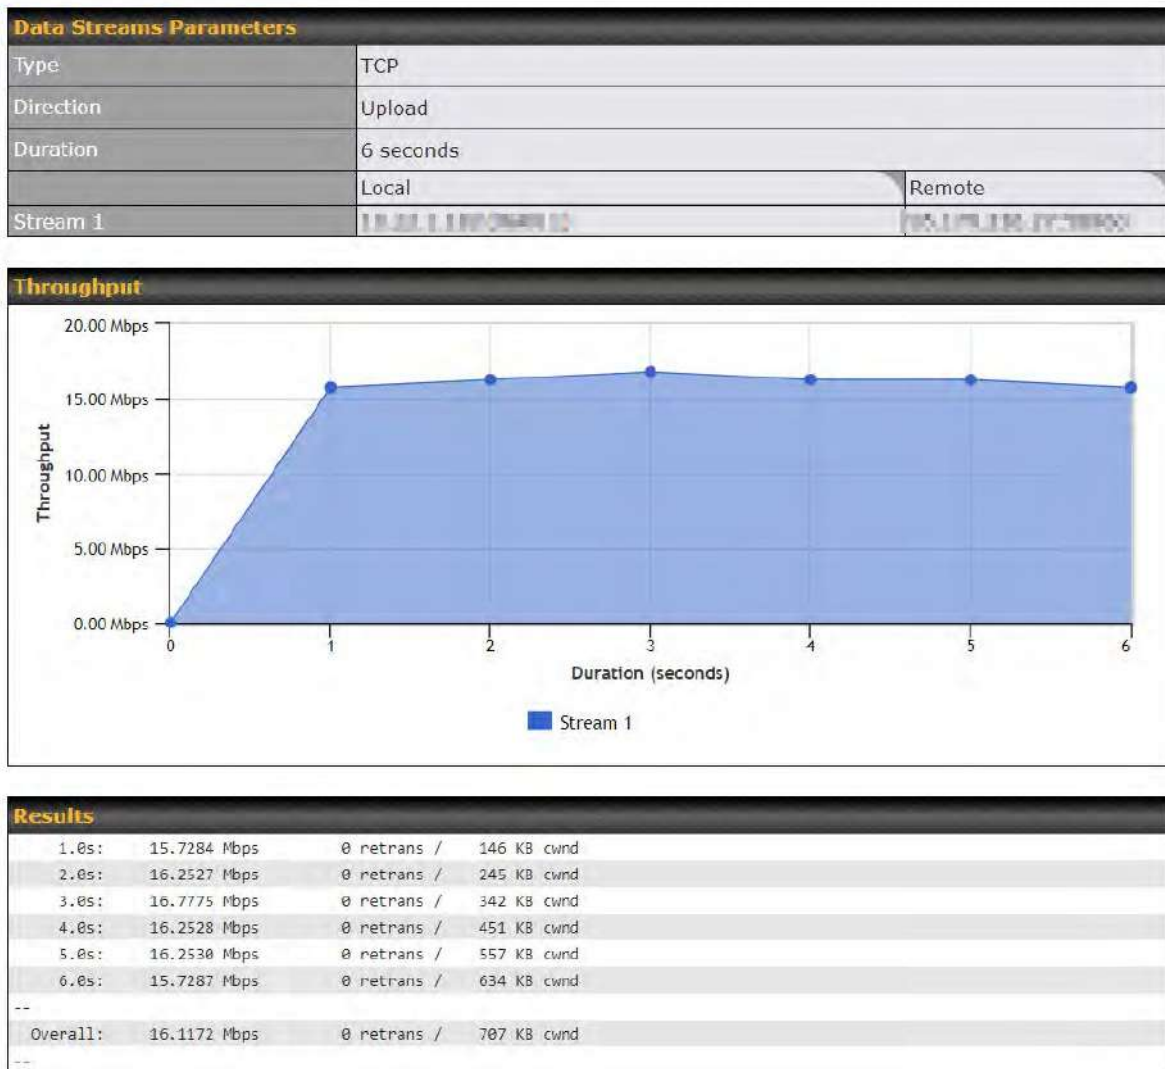 Data Streams Parameters
Type TCP
Direction Upload
Duration 6 seconds
Local Remote
Stream 1
Throughput
20.00 Mbps
15.00 Mbps
10.00 Mbps
5.00 Mbps
0.00 Mbps
Throughput
0 1 2 3 4 5 6
Duration (seconds)
Stream 1
Results
1.0s: 15.7284 Mbps 0 retrans / 146 KB cwnd
2.0s: 16.2527 Mbps 0 retrans / 245 KB cwnd
3.0s: 16.7775 Mbps 0 retrans / 342 KB cwnd
4.0s: 16.2528 Mbps 0 retrans / 451 KB cwnd
5.0s: 16.2530 Mbps 0 retrans / 557 KB cwnd
6.0s: 15.7287 Mbps 0 retrans / 634 KB cwnd
--
Overall: 16.1172 Mbps 0 retrans / 707 KB cwnd
--